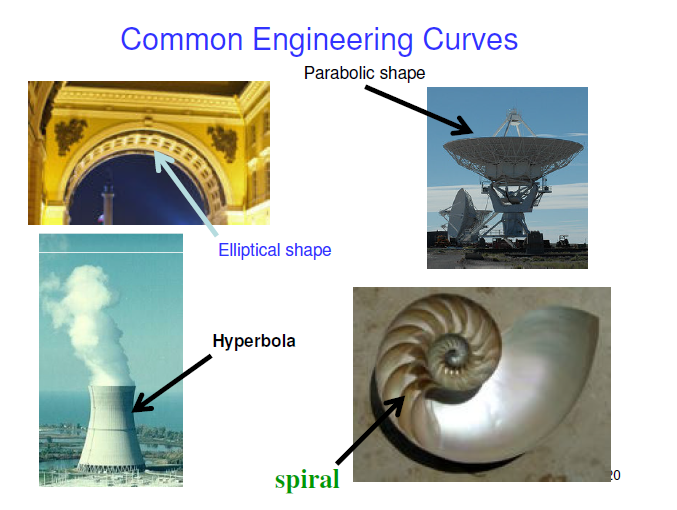 Common Engineering Curves
Parabolic shape
Elliptical shape
Hyperbola
spiral
20